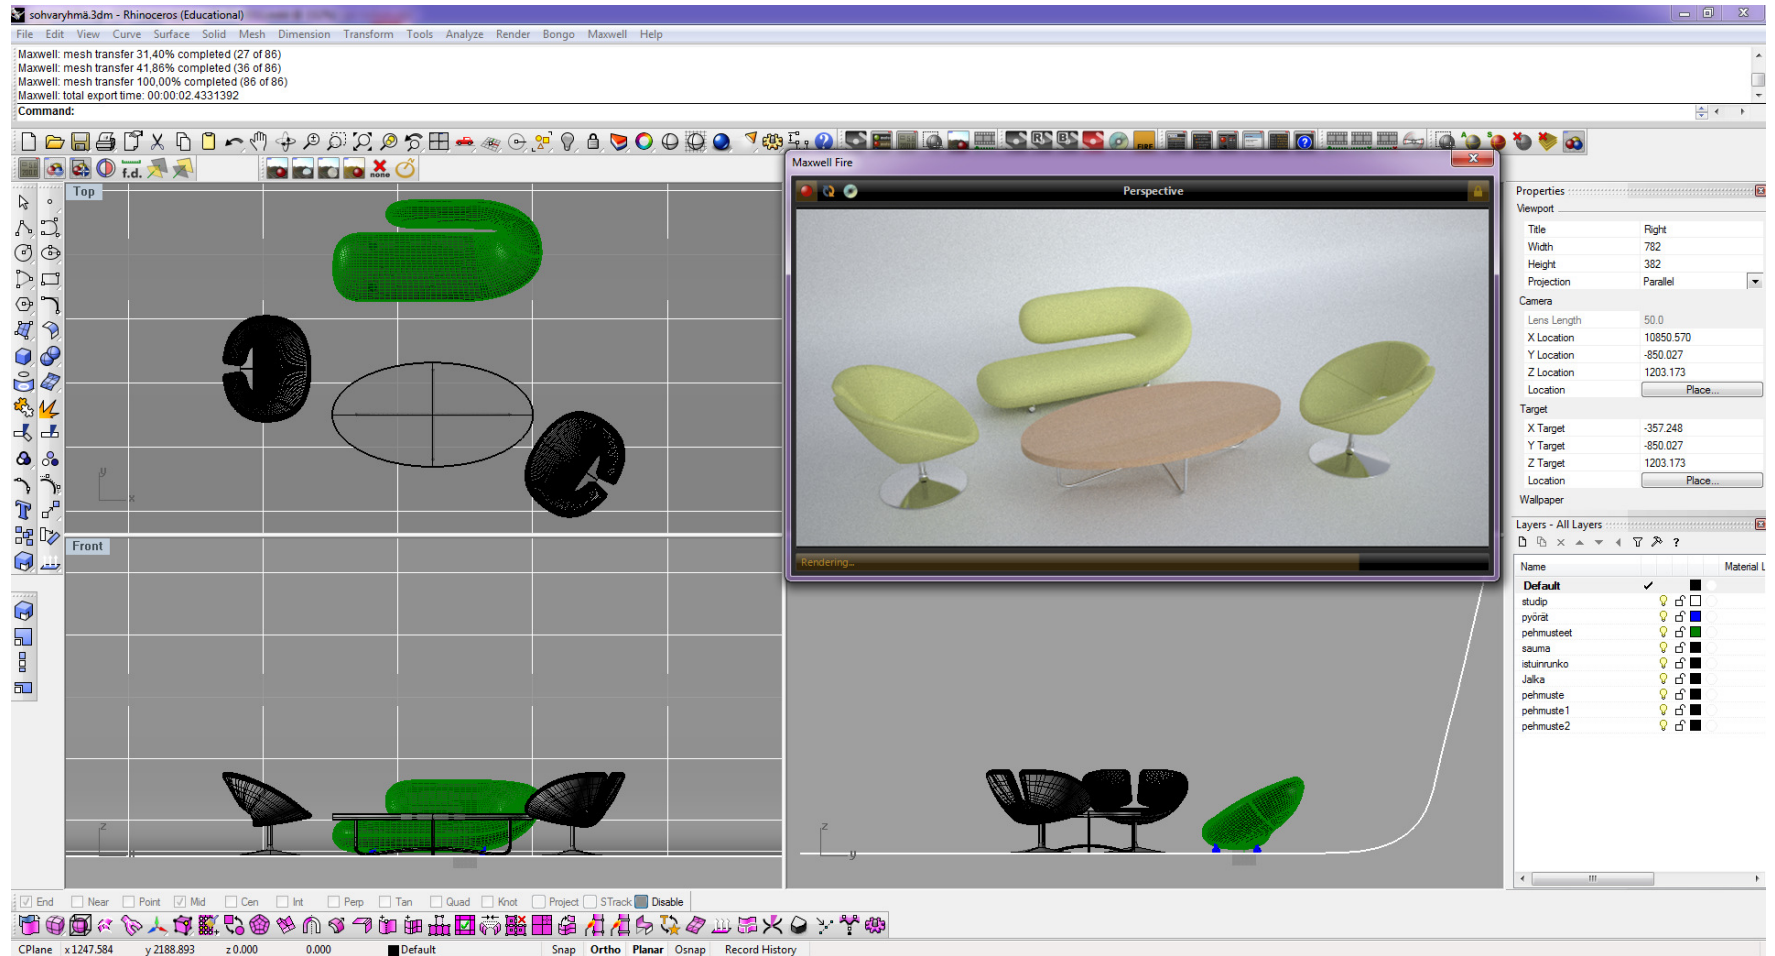 sohvaryhmä.3dm - Rhinoceros (Educational)
File Edit View Curve Surface Solid Mesh Dimension Transform Tools Analyze Render Bongo Maxwell Help
Maxwell: mesh transfer 31,40% completed (27 of 86)
Maxwell: mesh transfer 41,86% completed (36 of 86)
Maxwell: mesh transfer 100,00% completed (86 of 86)
Maxwell: total export time: 00:00:02.4331392
Command:
f.d.
none
FIRE
Maxwell Fire
Perspective
Rendering...
Top
y
x
Front
z
x
z
y
Properties
Viewport
Title Right
Width 782
Height 382
Projection Parallel
Camera
Lens Length 50.0
X Location 10850.570
Y Location -850.027
Z Location 1203.173
Location Place...
Target
X Target -357.248
Y Target -850.027
Z Target 1203.173
Location Place...
Wallpaper
Layers - All Layers
Name Material L
Default
studip
pyörät
pehmusteet
sauma
istuinrunko
Jalka
pehmuste
pehmuste1
pehmuste2
End Near Point Mid Cen Int Perp Tan Quad Knot Project STrack Disable
CPlane x 1247.584 y 2188.893 z 0.000 0.000 Default Snap Ortho Planar Osnap Record History